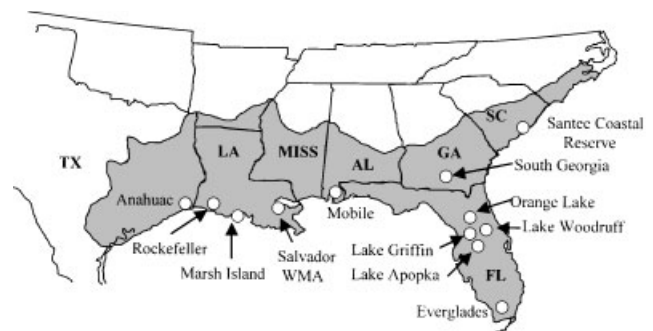 SC
Santee Coastal
Reserve
TX
LA
MISS
AL
GA
South Georgia
Anahuac
Mobile
Orange Lake
Lake Woodruff
Rockefeller
Salvador
WMA
Lake Griffin
Marsh Island
Lake Apopka
FL
Everglades